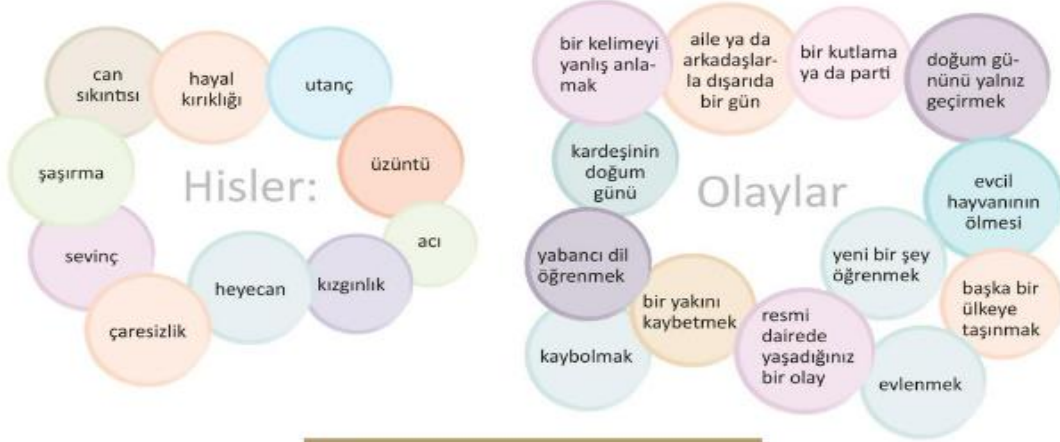 Hisler:
can
sıkıntısı
hayal
kırıklığı
utanç
üzüntü
acı
kızgınlık
heyecan
çaresizlik
sevinç
şaşırma
Olaylar
bir kelimeyi
yanlış anla-
mak
aile ya da
arkadaşlar-
la dışarıda
bir gün
bir kutlama
ya da parti
doğum gü-
nünü yalnız
geçirmek
kardeşinin
doğum
günü
evcil
hayvanının
ölmesi
yabancı dil
öğrenmek
yeni bir şey
öğrenmek
bir yakını
kaybetmek
başka bir
ülkeye
taşınmak
kaybolmak
resmi
dairede
yaşadığınız
bir olay
evlenmek